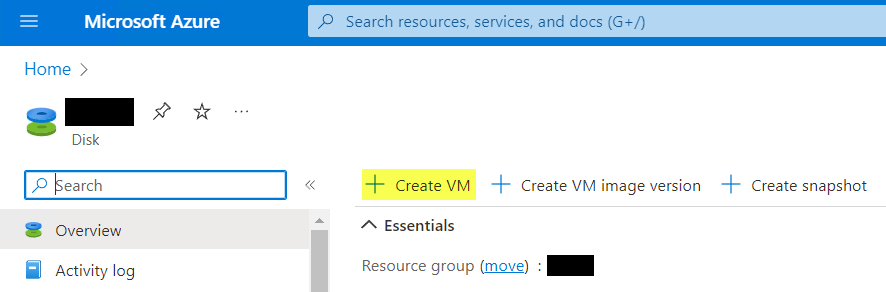 Microsoft Azure
Search resources, services, and docs (G+/)
Home >
...
Disk
Search
«
+ Create VM
+ Create VM image version
+ Create snapshot
Overview
Essentials
Activity log
Resource group (move) :